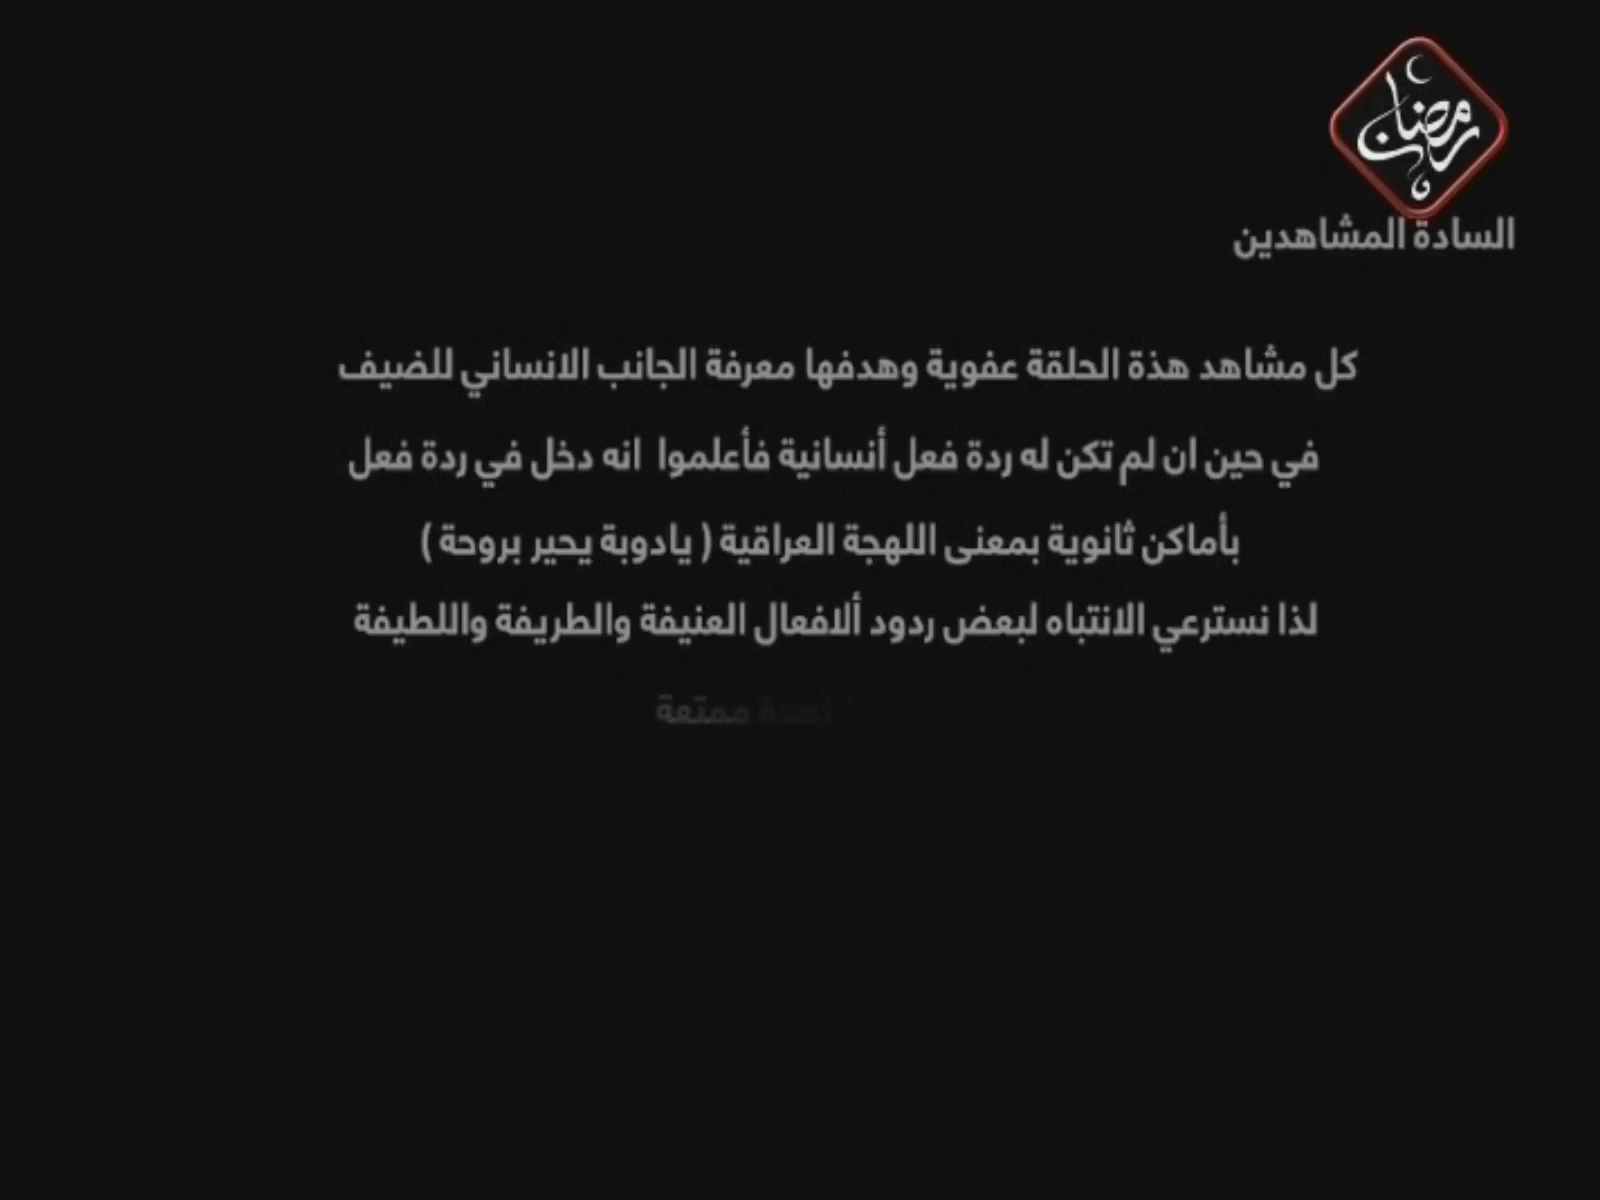 رمضان
السادة المشاهدين
كل مشاهد هذة الحلقة عفوية وهدفها معرفة الجانب الانساني للضيف
في حين ان لم تكن له ردة فعل أنسانية فأعلموا انه دخل في ردة فعل
بأماكن ثانوية بمعنى اللهجة العراقية ( يادوبة يحير بروحة )
لذا نسترعي الانتباه لبعض ردود ألافعال العنيفة والطريفة واللطيفة
ممتعة